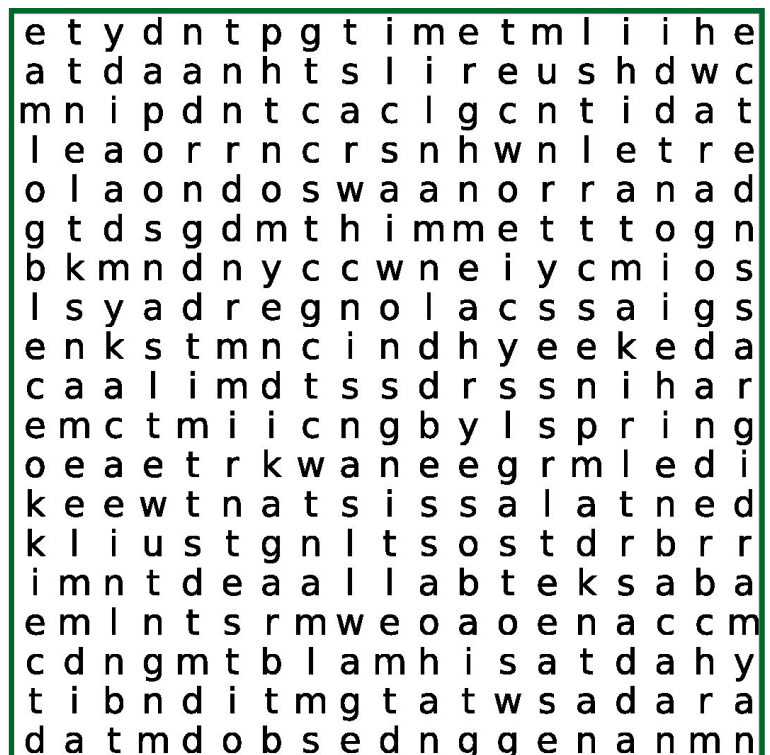 e t y d n t p g t i m e t m l i i h e
a t d a a n h t s l i r e u s h d w c
m n i p d n t c a c l g c n t i d a t
l e a o r r n c r s n h w n l e t r e
o l a o n d o s w a a n o r r a n a d
g t d s g d m t h i m m e t t t o g n
b k m n d n y c c w n e i y c m i o s
l s y a d r e g n o l a c s s a i g s
e n k s t m n c i n d h y e e k e d a
c a a l i m d t s s d r s s n i h a r
e m c t m i i c n g b y l s p r i n g
o e a e t r k w a n e e g r m l e d i
k e e w t n a t s i s s a l a t n e d
k l i u s t g n l t s o s t d r b r r
i m n t d e a a l l a b t e k s a b a
e m l n t s r m w e o a o e n a c c m
c d n g m t b l a m h i s a t d a h y
t i b n d i t m g t a t w s a d a r a
d a t m d o b s e d n g g e n a n m n